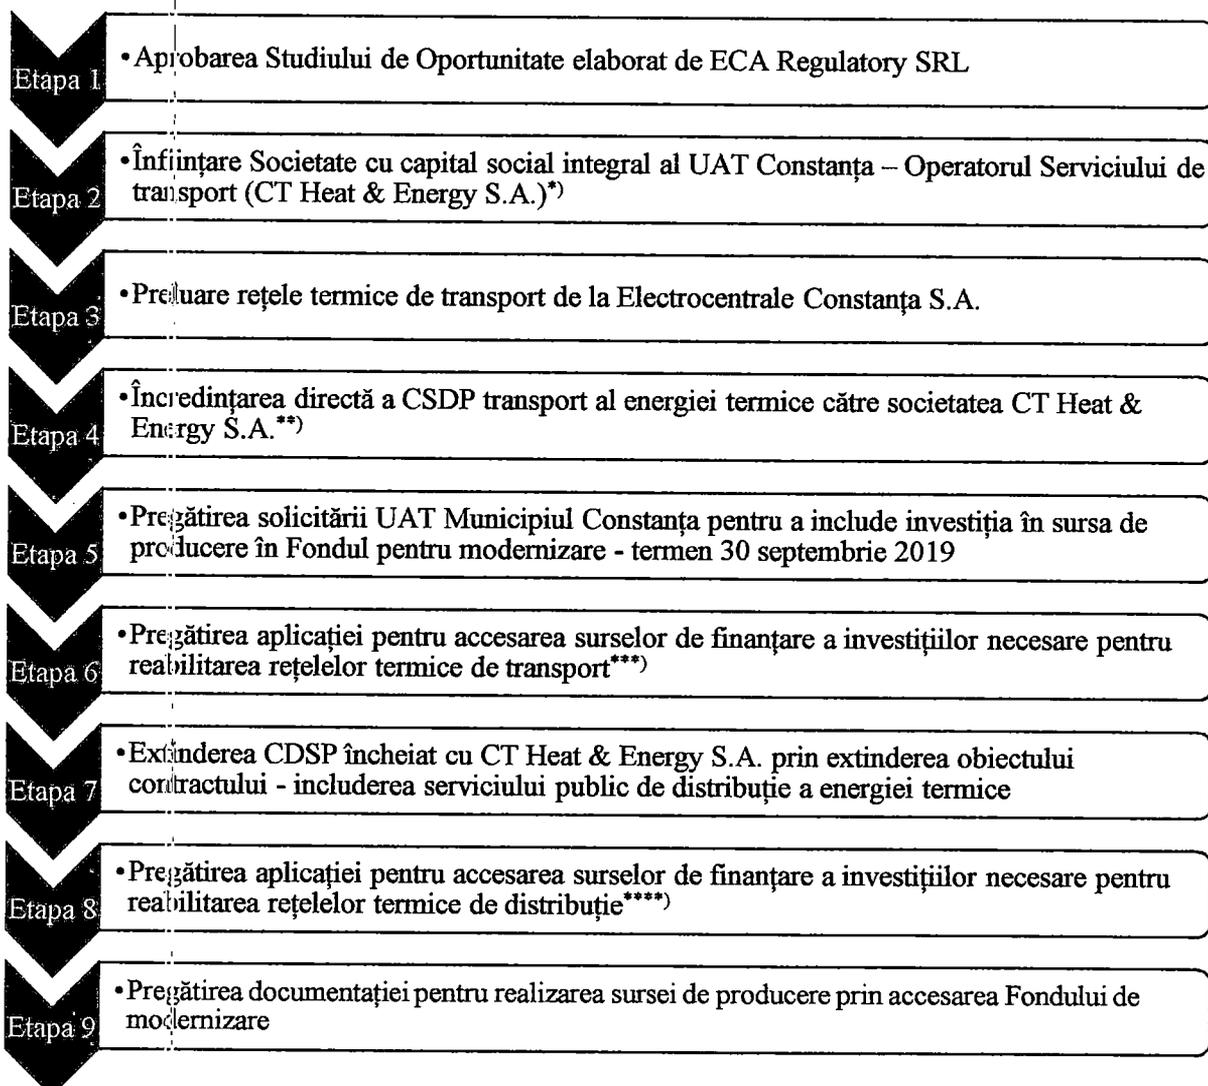 Etapa 1
•Aprobarea Studiului de Oportunitate elaborat de ECA Regulatory SRL
Etapa 2
•Înființare Societate cu capital social integral al UAT Constanța – Operatorul Serviciului de
transport (CT Heat & Energy S.A.)*)
Etapa 3
•Preluare rețele termice de transport de la Electrocentrale Constanța S.A.
Etapa 4
•Încredințarea directă a CSDP transport al energiei termice către societatea CT Heat &
Energy S.A.**)
Etapa 5
•Pregătirea solicitării UAT Municipiul Constanța pentru a include investiția în sursa de
producere în Fondul pentru modernizare - termen 30 septembrie 2019
Etapa 6
•Pregătirea aplicației pentru accesarea surselor de finanțare a investițiilor necesare pentru
reabilitarea rețelelor termice de transport***)
Etapa 7
•Extinderea CDSP încheiat cu CT Heat & Energy S.A. prin extinderea obiectului
contractului - includerea serviciului public de distribuție a energiei termice
Etapa 8
•Pregătirea aplicației pentru accesarea surselor de finanțare a investițiilor necesare pentru
reabilitarea rețelelor termice de distribuție****)
Etapa 9
•Pregătirea documentației pentru realizarea sursei de producere prin accesarea Fondului de
modernizare